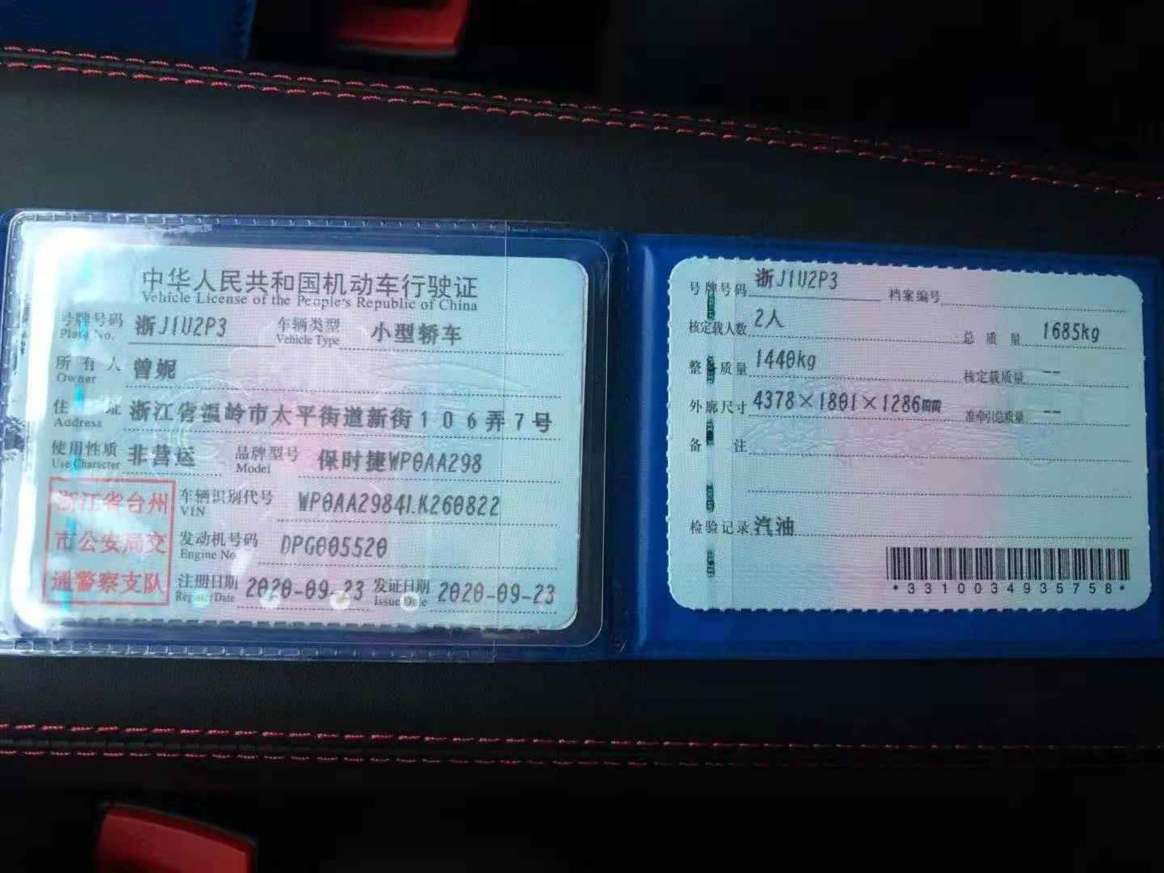 中华人民共和国机动车行驶证
Vehicle License of the People's Republic of China
号牌号码 浙J1U2P3 车辆类型 小型轿车
Plate No. Vehicle Type
所有人 曾妮
Owner
住址 浙江省温岭市太平街道新街106弄7号
Address
使用性质 非营运 品牌型号 保时捷WP0AA298
Use Character Model
浙江省台州
市公安局交
通警察支队
车辆识别代号 WP0AA2984LK260822
VIN
发动机号码 DPG005520
Engine No.
注册日期 2020-09-23 发证日期 2020-09-23
Register Date Issue Date
号牌号码 浙J1U2P3 档案编号
核定载人数 2人 总质量 1685kg
整备质量 1440kg 核定载质量 --
外廓尺寸 4378×1801×1286mm 准牵引总质量 --
备注
检验记录 汽油
*3310034935758*